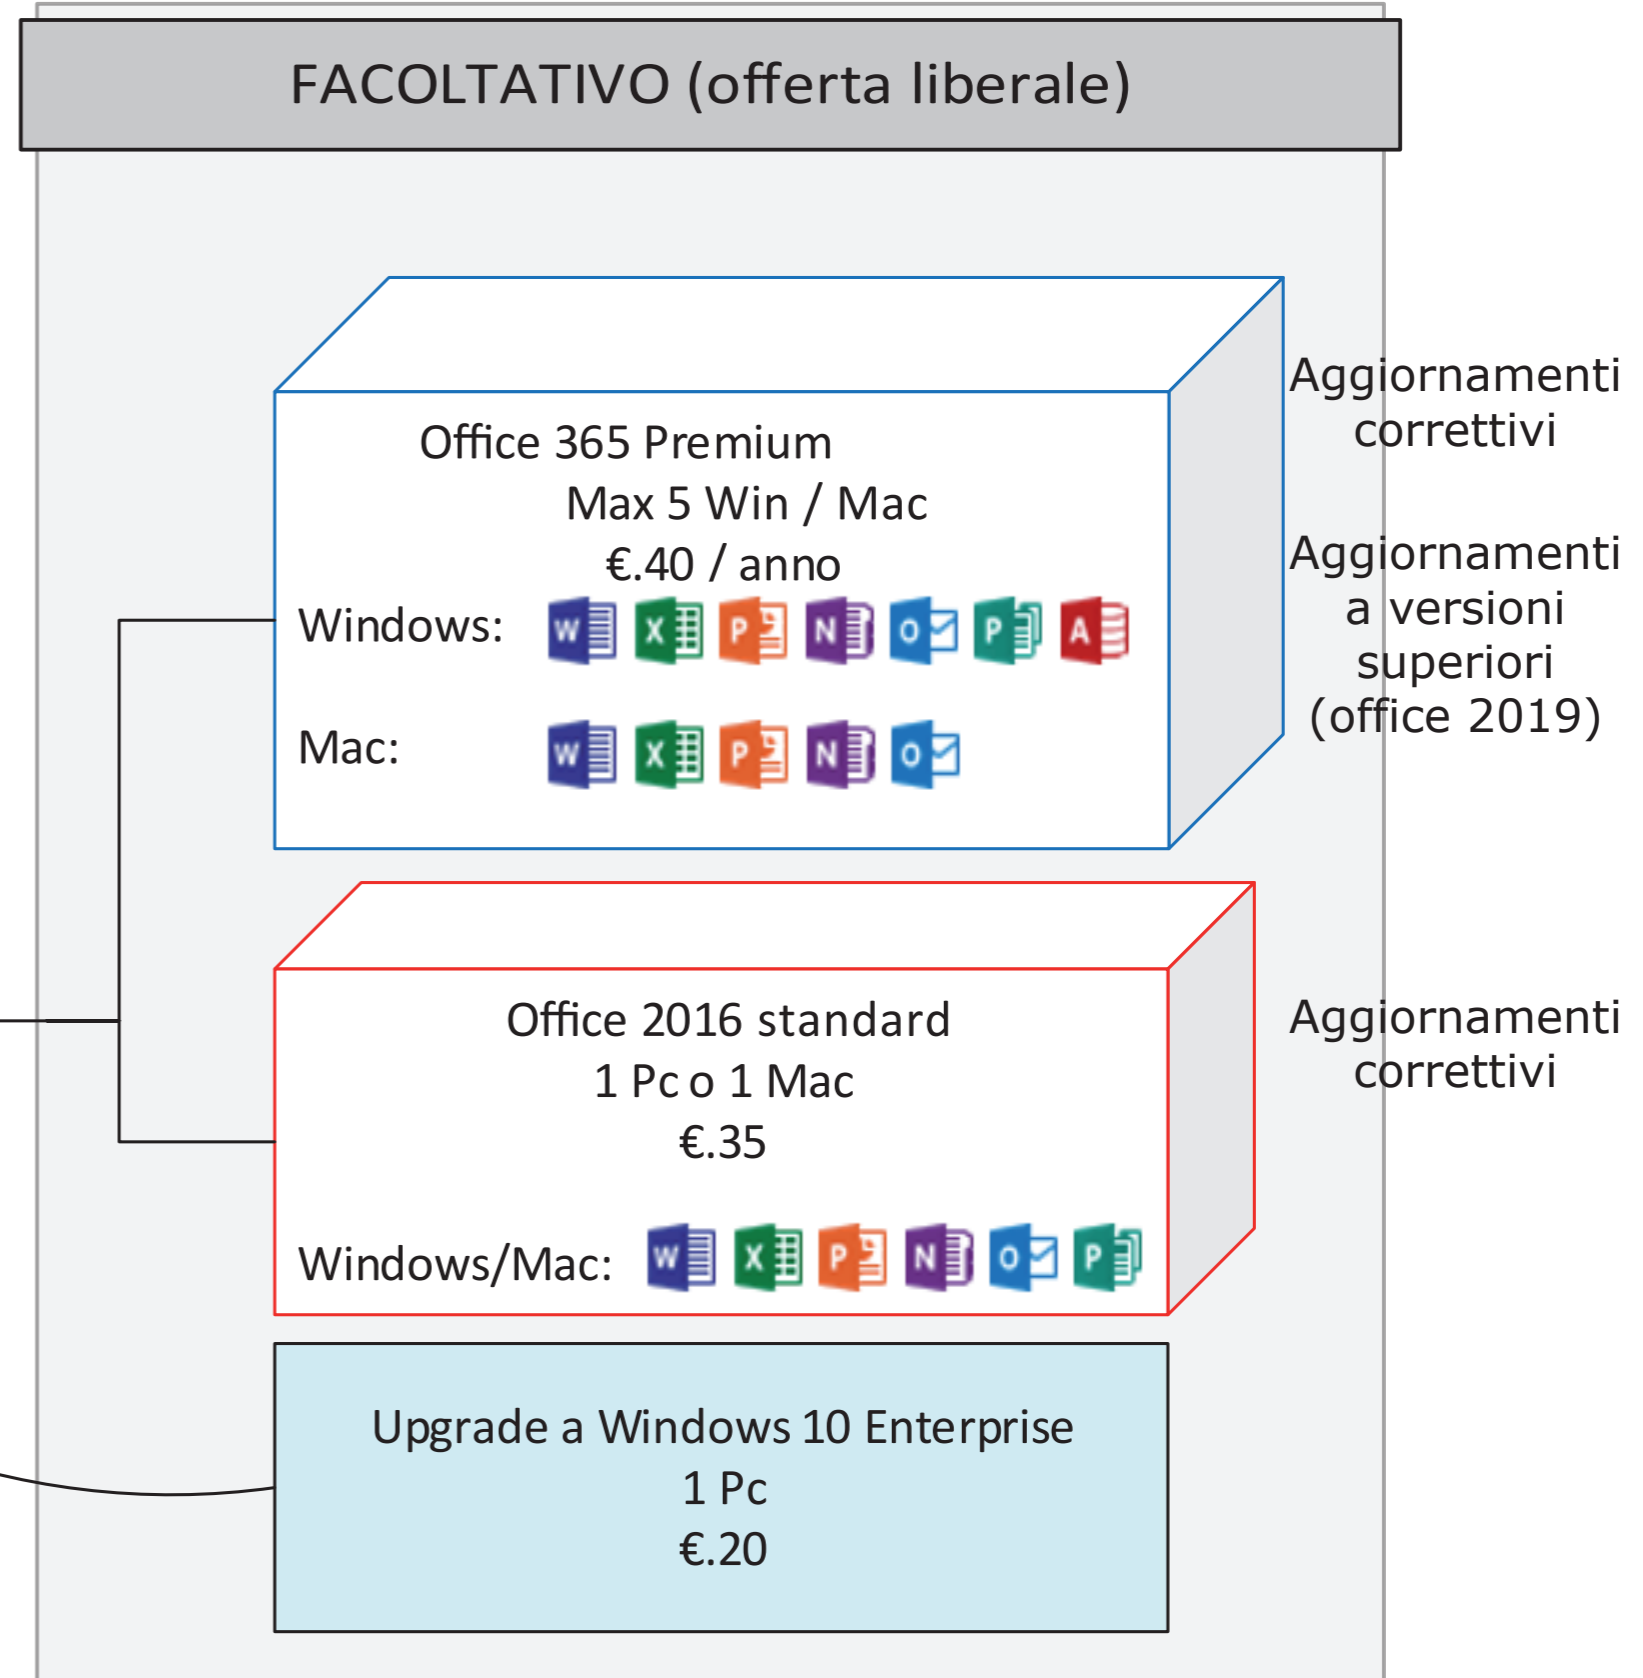 FACOLTATIVO (offerta liberale)
Office 365 Premium
Max 5 Win / Mac
€.40 / anno
Windows: W X P N O P A
Mac: W X P N O
Aggiornamenti
correttivi
Aggiornamenti
a versioni
superiori
(office 2019)
Office 2016 standard
1 Pc o 1 Mac
€.35
Windows/Mac: W X P N O P
Aggiornamenti
correttivi
Upgrade a Windows 10 Enterprise
1 Pc
€.20